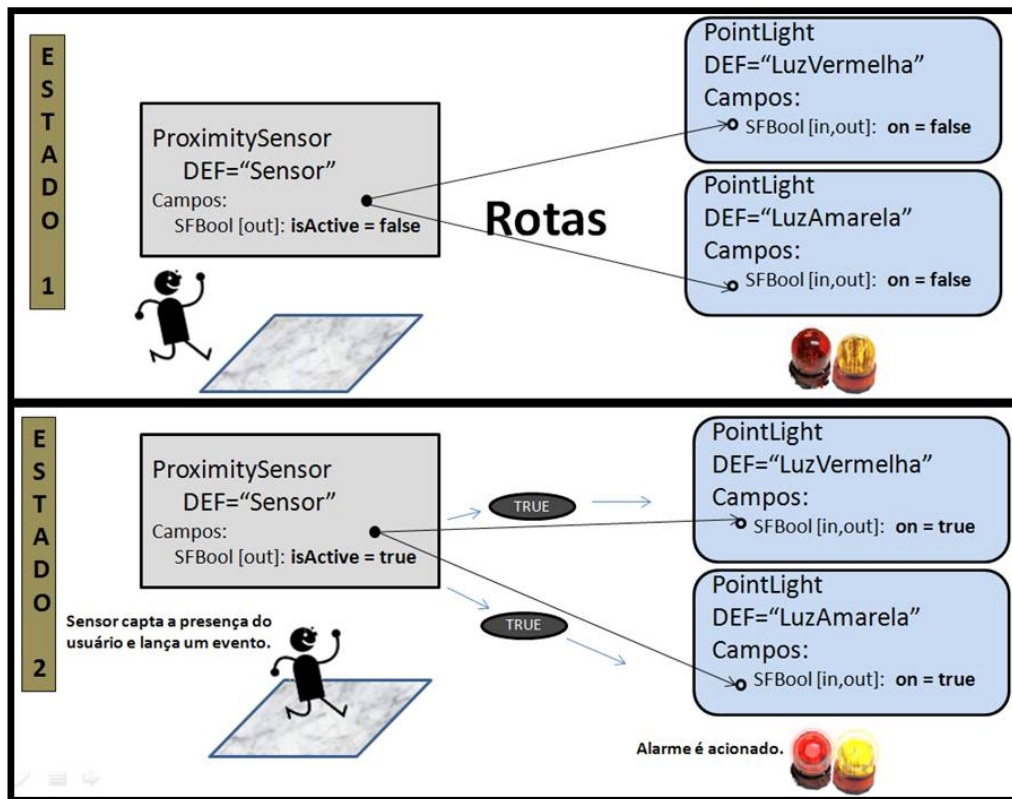 ESTADO 1
ProximitySensor
DEF=“Sensor”
Campos:
SFBool [out]: isActive = false
Rotas
PointLight
DEF=“LuzVermelha”
Campos:
SFBool [in,out]: on = false
PointLight
DEF=“LuzAmarela”
Campos:
SFBool [in,out]: on = false
ESTADO 2
ProximitySensor
DEF=“Sensor”
Campos:
SFBool [out]: isActive = true
Sensor capta a presença do
usuário e lança um evento.
TRUE
TRUE
PointLight
DEF=“LuzVermelha”
Campos:
SFBool [in,out]: on = true
PointLight
DEF=“LuzAmarela”
Campos:
SFBool [in,out]: on = true
Alarme é acionado.